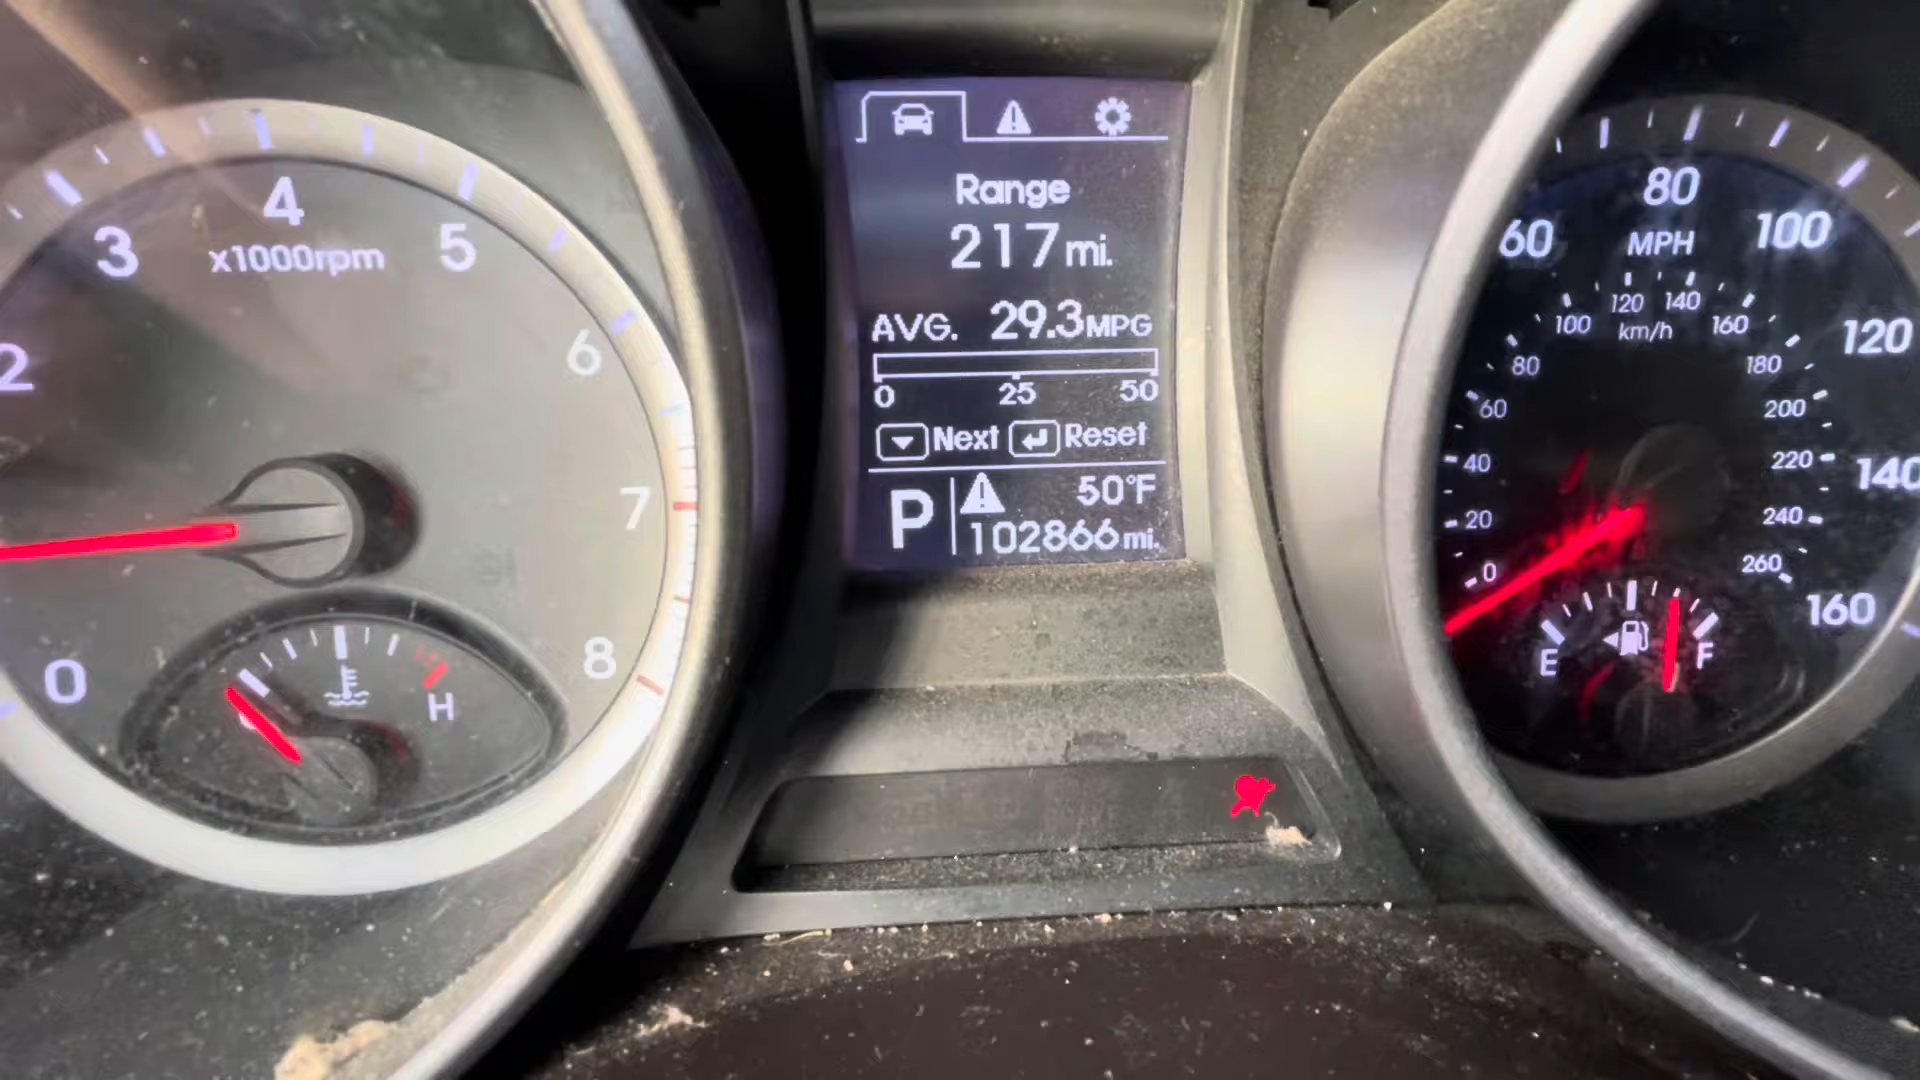 Range
217 mi.
AVG. 29.3 MPG
0 25 50
Next Reset
P 50°F
102866 mi.
2 3 4 5 6 7 8 0
x1000rpm
H
60 80 100 120 140 160
MPH
0 20 40 60 80 100 120 140 160 180 200 220 240 260
km/h
E F